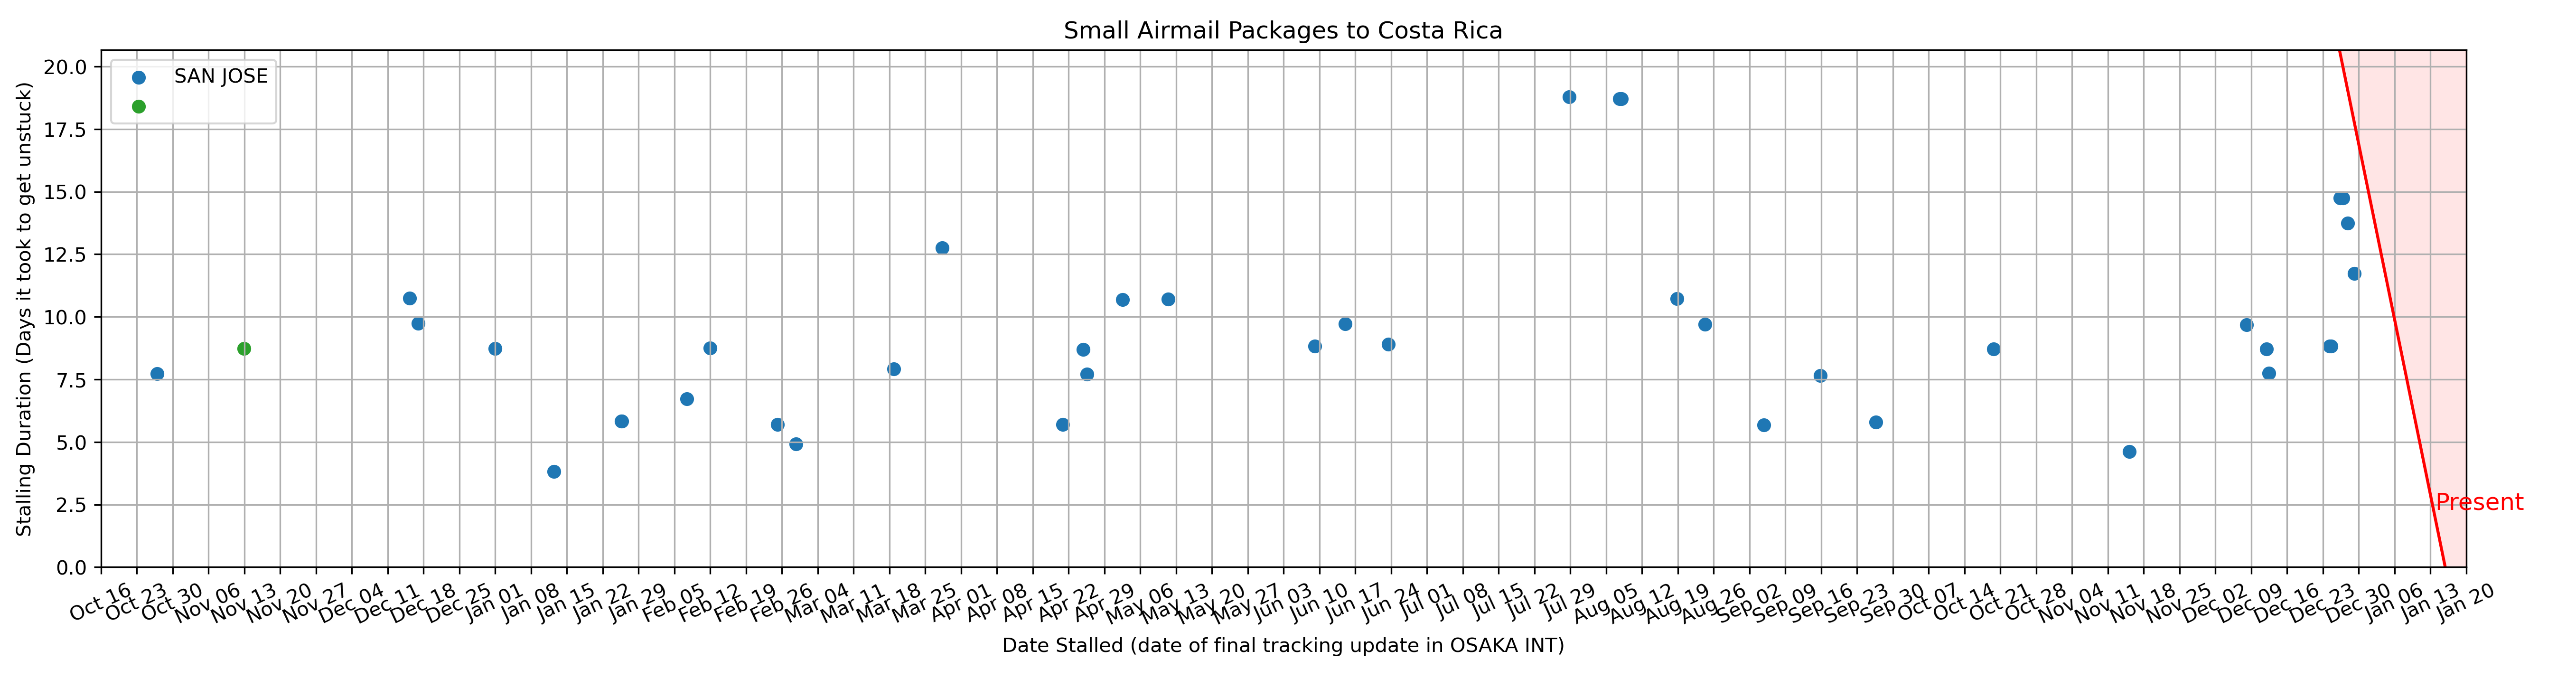 Small Airmail Packages to Costa Rica
SAN JOSE
20.0
17.5
15.0
12.5
10.0
7.5
5.0
2.5
0.0
Stalling Duration (Days it took to get unstuck)
Present
Oct 16 Oct 23 Oct 30 Nov 06 Nov 13 Nov 20 Nov 27 Dec 04 Dec 11 Dec 18 Dec 25 Jan 01 Jan 08 Jan 15 Jan 22 Jan 29 Feb 05 Feb 12 Feb 19 Feb 26 Mar 04 Mar 11 Mar 18 Mar 25 Apr 01 Apr 08 Apr 15 Apr 22 Apr 29 May 06 May 13 May 20 May 27 Jun 03 Jun 10 Jun 17 Jun 24 Jul 01 Jul 08 Jul 15 Jul 22 Jul 29 Aug 05 Aug 12 Aug 19 Aug 26 Sep 02 Sep 09 Sep 16 Sep 23 Sep 30 Oct 07 Oct 14 Oct 21 Oct 28 Nov 04 Nov 11 Nov 18 Nov 25 Dec 02 Dec 09 Dec 16 Dec 23 Dec 30 Jan 06 Jan 13 Jan 20
Date Stalled (date of final tracking update in OSAKA INT)